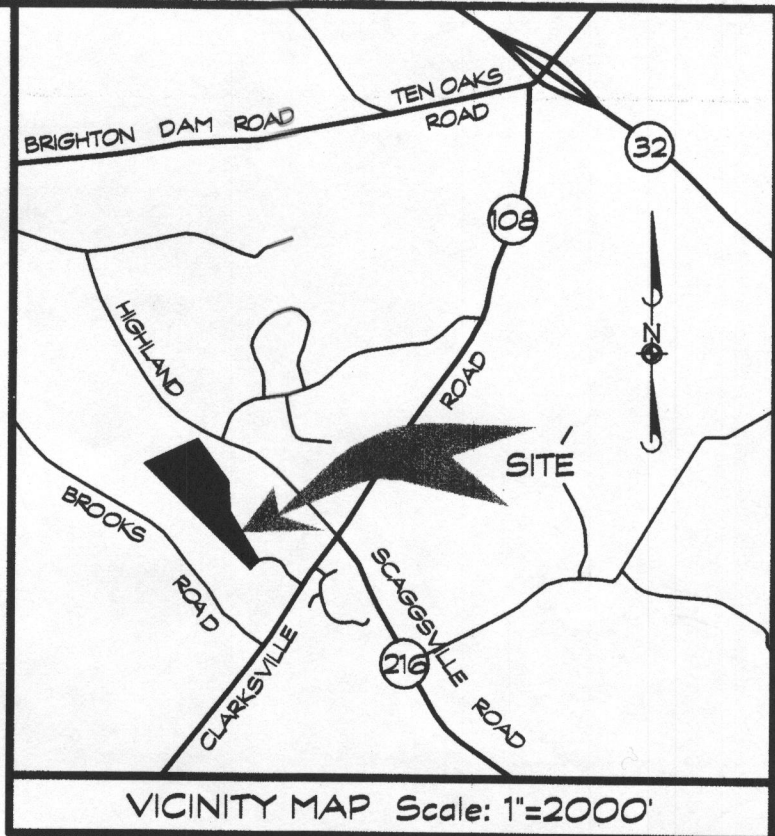 TEN OAKS
ROAD
BRIGHTON DAM ROAD
32
108
N
HIGHLAND
ROAD
SITE
BROOKS
ROAD
SCAGGSVILLE
ROAD
216
CLARKSVILLE
VICINITY MAP Scale: 1"=2000'